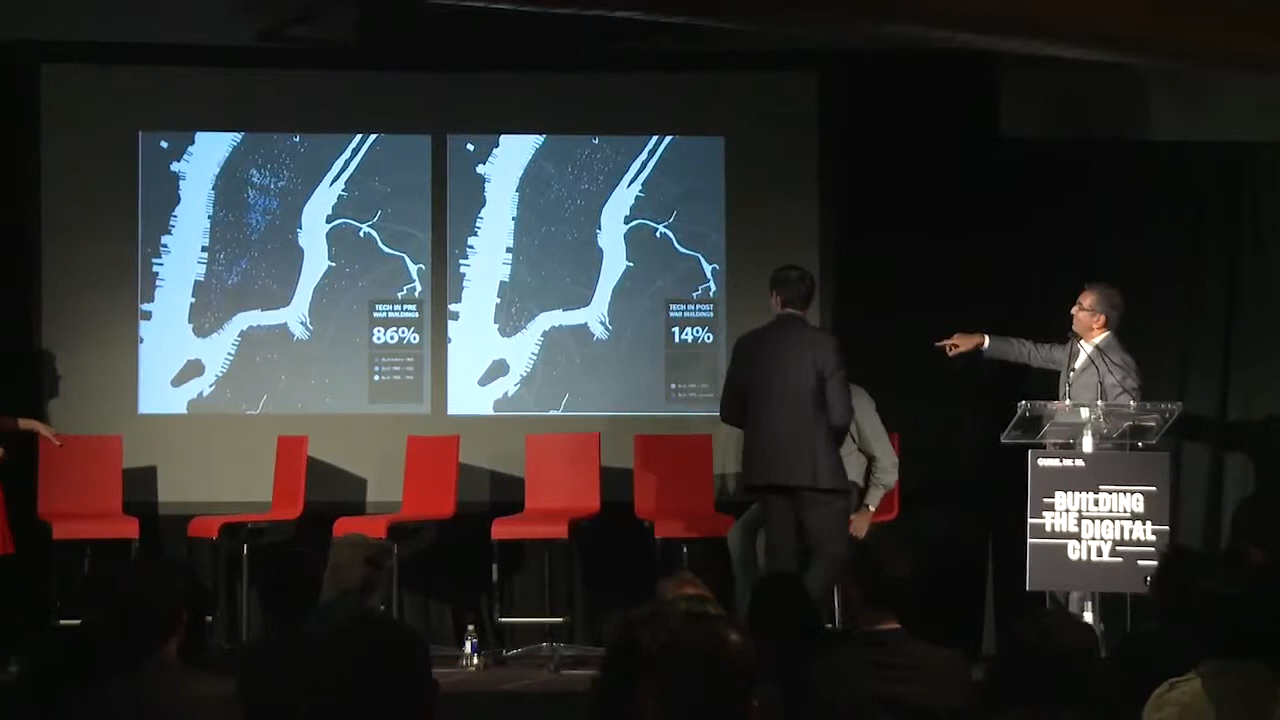 TECH IN PRE
WAR BUILDINGS
86%
TECH IN POST
WAR BUILDINGS
14%
BUILDING
THE DIGITAL
CITY